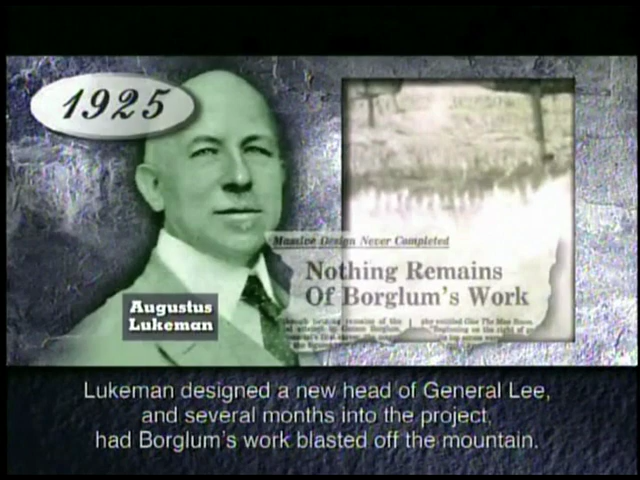 1925
Massive Design Never Completed
Nothing Remains
Of Borglum's Work
Augustus
Lukeman
Lukeman designed a new head of General Lee,
and several months into the project,
had Borglum's work blasted off the mountain.